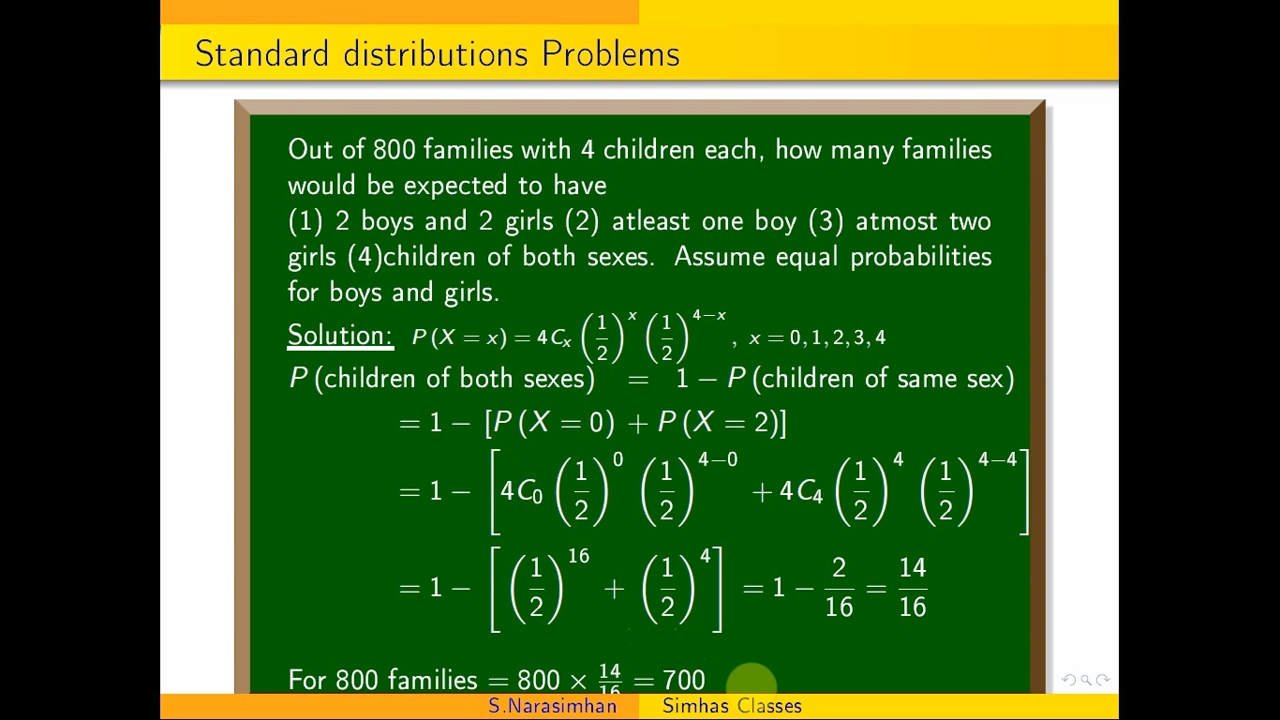 Standard distributions Problems
Out of 800 families with 4 children each, how many families
would be expected to have
(1) 2 boys and 2 girls (2) atleast one boy (3) atmost two
girls (4)children of both sexes. Assume equal probabilities
for boys and girls.
Solution: P(X = x) = 4Cₓ (1/2)^x (1/2)^(4−x), x = 0, 1, 2, 3, 4
P(children of both sexes) = 1 − P(children of same sex)
= 1 − [P(X = 0) + P(X = 2)]
= 1 − [4C₀ (1/2)^0 (1/2)^(4−0) + 4C₄ (1/2)^4 (1/2)^(4−4)]
= 1 − [(1/2)^16 + (1/2)^4] = 1 − 2/16 = 14/16
For 800 families = 800 × 14/16 = 700
S.Narasimhan Simhas Classes